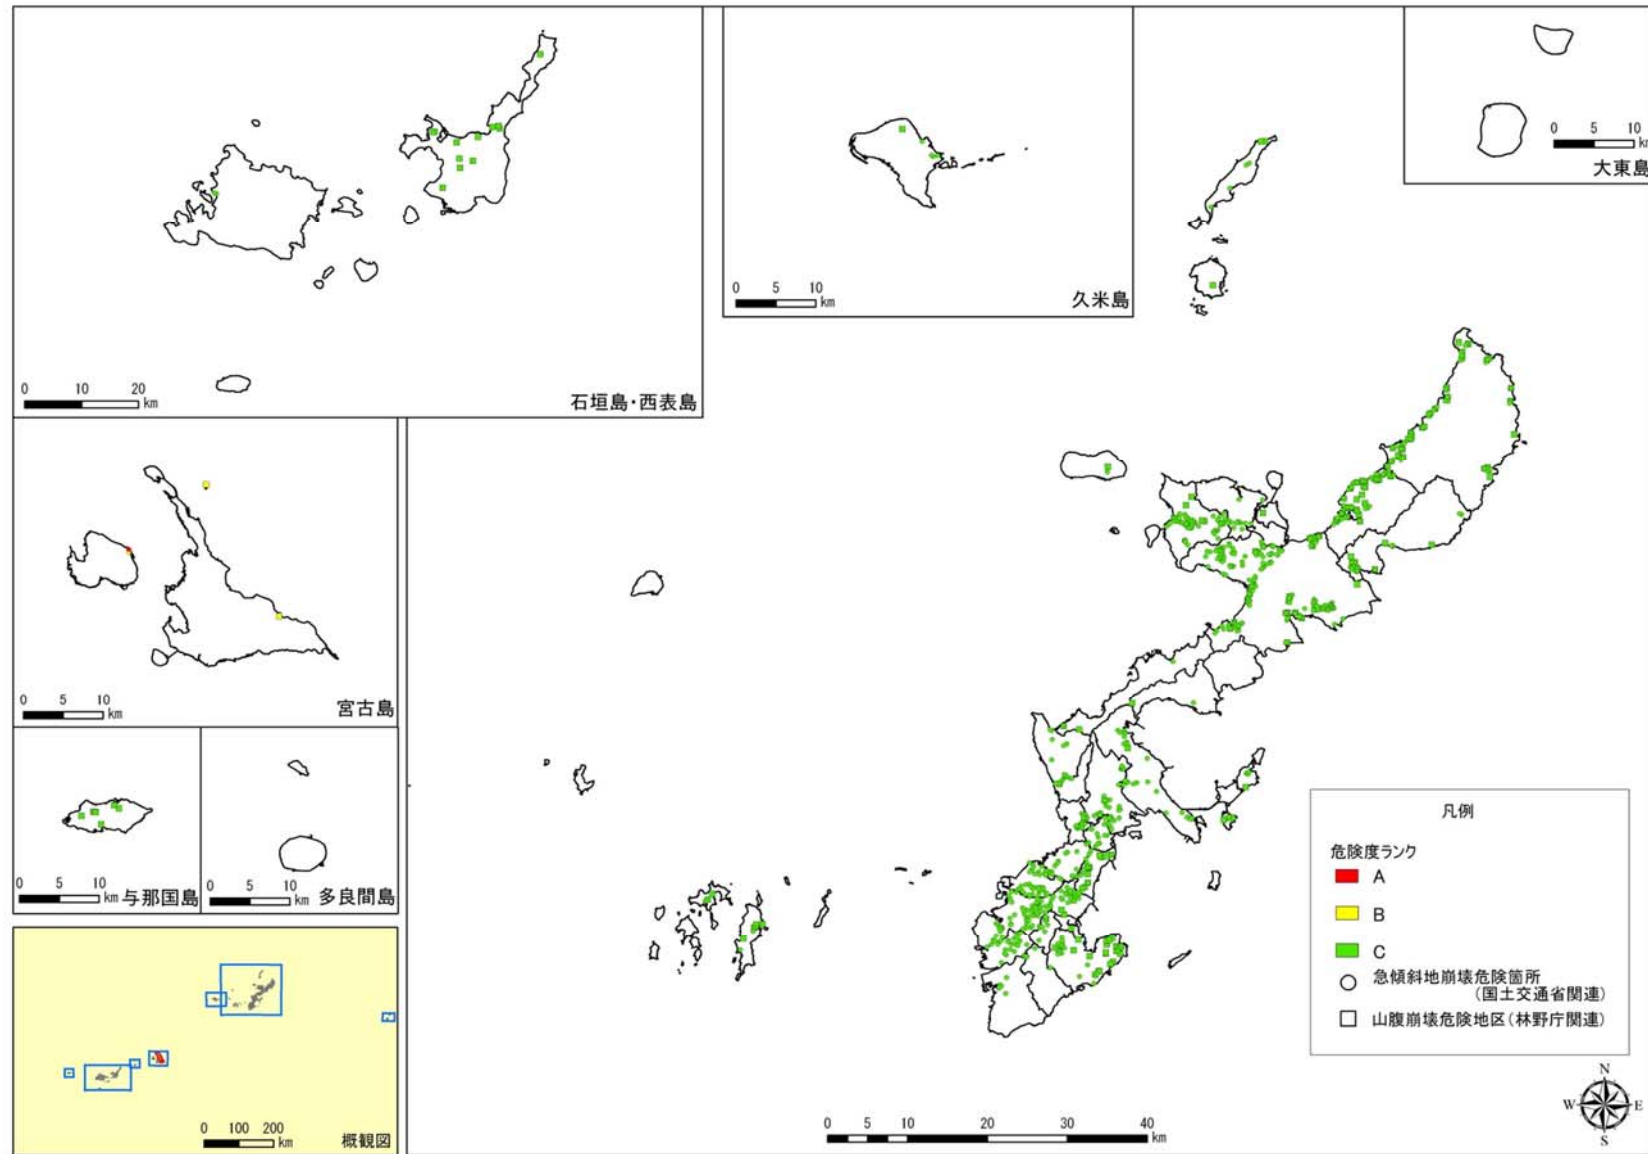 0 10 20 km
石垣島・西表島
0 5 10 km
久米島
0 5 10 km
大東島
0 5 10 km
宮古島
0 5 10 km
与那国島
0 5 10 km
多良間島
0 100 200 km
概観図
凡例
危険度ランク
A
B
C
急傾斜地崩壊危険箇所
(国土交通省関連)
山腹崩壊危険地区(林野庁関連)
N
W E
S
0 5 10 20 30 40 km